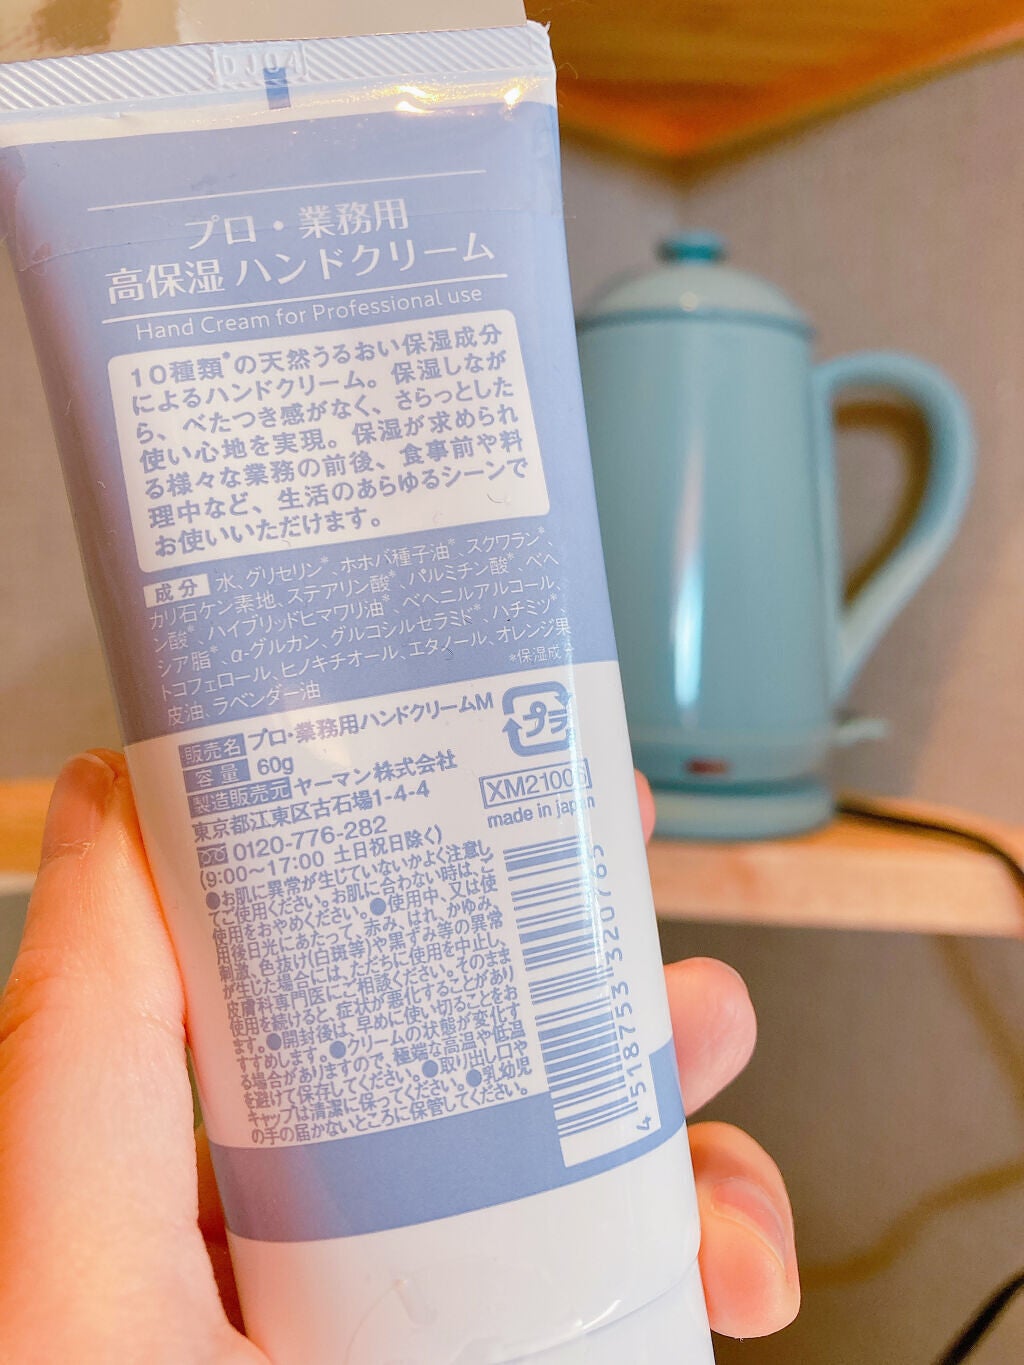 DJ04
プロ・業務用
高保湿 ハンドクリーム
Hand Cream for Professional use
10種類*の天然うるおい保湿成分
によるハンドクリーム。保湿しなが
ら、べたつき感がなく、さらっとした
使い心地を実現。保湿が求められ
る様々な業務の前後、食事前や料
理中など、生活のあらゆるシーンで
お使いいただけます。
成分 水、グリセリン*、ホホバ種子油*、スクワラン*、
カリ石ケン素地、ステアリン酸*、パルミチン酸*、ベヘ
ン酸*、ハイブリッドヒマワリ油*、ベヘニルアルコール、
シア脂*、α-グルカン、グルコシルセラミド*、ハチミツ*、
トコフェロール、ヒノキチオール、エタノール、オレンジ果
皮油、ラベンダー油
*保湿成分
販売名 プロ・業務用ハンドクリームM
容量 60g
製造販売元 ヤーマン株式会社
東京都江東区古石場1-4-4
0120-776-282
(9:00〜17:00 土日祝日除く)
プラ
XM21006
made in japan
●お肌に異常が生じていないかよく注意し
てご使用ください。お肌に合わない時は、ご
使用をおやめください。●使用中、又は使
用後日光にあたって、赤み、はれ、かゆみ、
刺激、色抜け(白斑等)や黒ずみ等の異常
が生じた場合には、ただちに使用を中止し、
皮膚科専門医にご相談ください。そのまま
使用を続けると、症状が悪化することがあり
ます。●開封後は、早めに使い切ることをお
すすめします。●クリームの状態が変化す
る場合がありますので、極端な高温や低温
を避けて保存してください。●取り出し口や
キャップは清潔に保ってください。●乳幼児
の手の届かないところに保管してください。
4 518753 320765